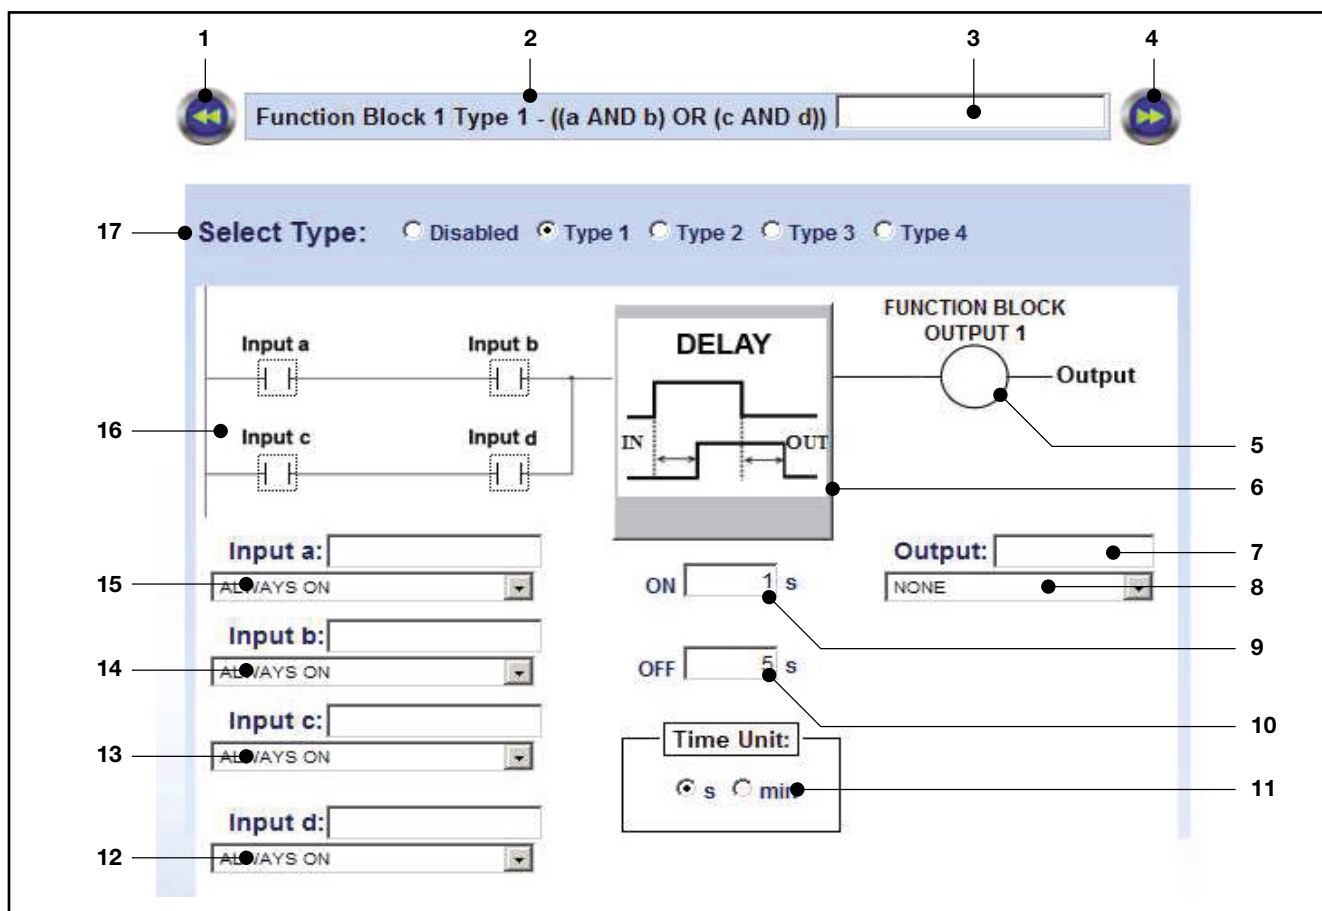 1 2 3 4
Function Block 1 Type 1 - ((a AND b) OR (c AND d))
17 Select Type: Disabled Type 1 Type 2 Type 3 Type 4
FUNCTION BLOCK
OUTPUT 1
Input a Input b DELAY Output
16
Input c Input d IN OUT 5
6
Input a: Output: 7
15 ALWAYS ON ON 1 s NONE 8
Input b: 9
14 ALWAYS ON OFF 5 s
Input c: 10
13 ALWAYS ON Time Unit:
s min 11
Input d:
12 ALWAYS ON